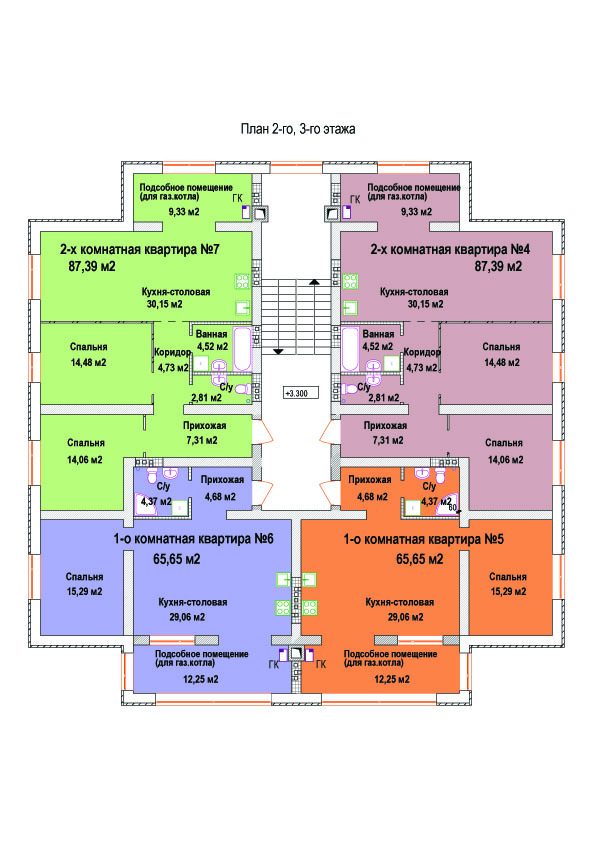 План 2-го, 3-го этажа
Подсобное помещение
(для газ.котла)
9,33 м2
ГК
2-х комнатная квартира №7
87,39 м2
Кухня-столовая
30,15 м2
Спальня
14,48 м2
Коридор
4,73 м2
Ванная
4,52 м2
С/у
2,81 м2
Прихожая
7,31 м2
Спальня
14,06 м2
Подсобное помещение
(для газ.котла)
9,33 м2
ГК
2-х комнатная квартира №4
87,39 м2
Кухня-столовая
30,15 м2
Ванная
4,52 м2
Коридор
4,73 м2
Спальня
14,48 м2
С/у
2,81 м2
Прихожая
7,31 м2
Спальня
14,06 м2
+3.300
С/у
4,37 м2
Прихожая
4,68 м2
1-о комнатная квартира №6
65,65 м2
Спальня
15,29 м2
Кухня-столовая
29,06 м2
Подсобное помещение
(для газ.котла)
12,25 м2
ГК
Прихожая
4,68 м2
С/у
4,37 м2
60
1-о комнатная квартира №5
65,65 м2
Кухня-столовая
29,06 м2
Спальня
15,29 м2
ГК
Подсобное помещение
(для газ.котла)
12,25 м2